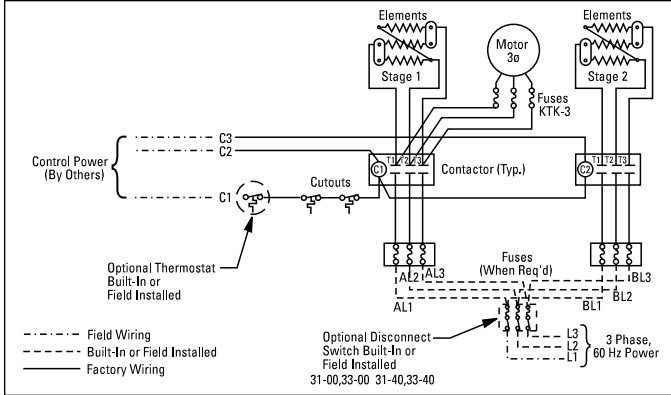 Elements
Elements
Motor
3ø
Stage 1
Stage 2
Fuses
KTK-3
C3
C2
Control Power
(By Others)
C1
T1 T2 T3
Contactor (Typ.)
C2
T1 T2 T3
C1
Cutouts
Optional Thermostat
Built-In or
Field Installed
AL2
AL3
Fuses
(When Req'd)
BL3
AL1
BL1
BL2
Optional Disconnect
Switch Built-In or
Field Installed
31-00,33-00 31-40,33-40
L3
L2
L1
3 Phase,
60 Hz Power
Field Wiring
Built-In or Field Installed
Factory Wiring